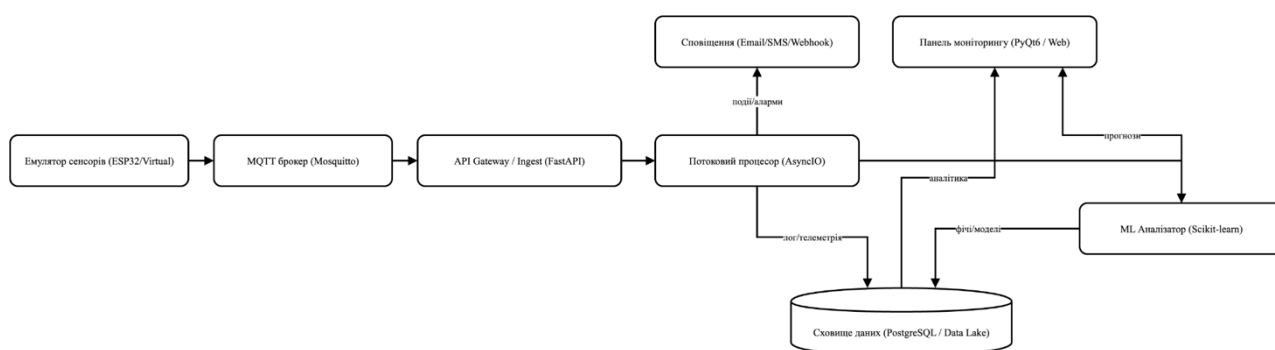 Сповіщення (Email/SMS/Webhook)
Панель моніторингу (PyQt6 / Web)
події/аларми
прогнози
Емулятор сенсорів (ESP32/Virtual)
MQTT брокер (Mosquitto)
API Gateway / Ingest (FastAPI)
Потоковий процесор (AsyncIO)
аналітика
ML Аналізатор (Scikit-learn)
лог/телеметрія
фічі/моделі
Сховище даних (PostgreSQL / Data Lake)